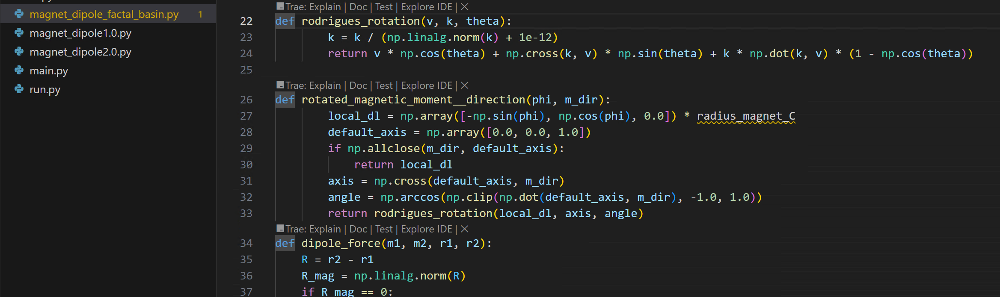 magnet_dipole_factal_basin.py 1
magnet_dipole1.0.py
magnet_dipole2.0.py
main.py
run.py
Trae: Explain | Doc | Test | Explore IDE | ×
22 def rodrigues_rotation(v, k, theta):
23 k = k / (np.linalg.norm(k) + 1e-12)
24 return v * np.cos(theta) + np.cross(k, v) * np.sin(theta) + k * np.dot(k, v) * (1 - np.cos(theta))
25
Trae: Explain | Doc | Test | Explore IDE | ×
26 def rotated_magnetic_moment__direction(phi, m_dir):
27 local_dl = np.array([-np.sin(phi), np.cos(phi), 0.0]) * radius_magnet_C
28 default_axis = np.array([0.0, 0.0, 1.0])
29 if np.allclose(m_dir, default_axis):
30 return local_dl
31 axis = np.cross(default_axis, m_dir)
32 angle = np.arccos(np.clip(np.dot(default_axis, m_dir), -1.0, 1.0))
33 return rodrigues_rotation(local_dl, axis, angle)
Trae: Explain | Doc | Test | Explore IDE | ×
34 def dipole_force(m1, m2, r1, r2):
35 R = r2 - r1
36 R_mag = np.linalg.norm(R)
37 if R_mag == 0: